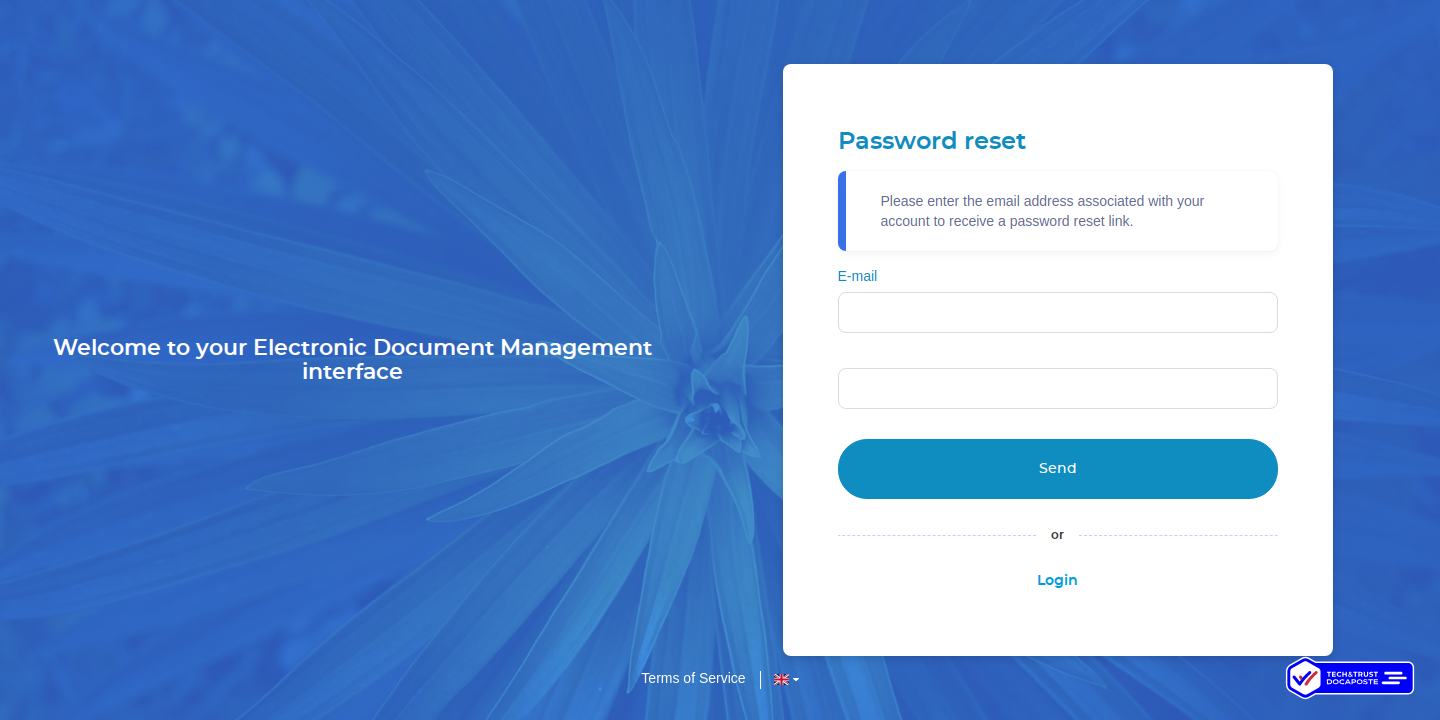 Password reset
Please enter the email address associated with your
account to receive a password reset link.
E-mail
Welcome to your Electronic Document Management
interface
Send
or
Login
Terms of Service
TECH&TRUST
DOCAPOSTE